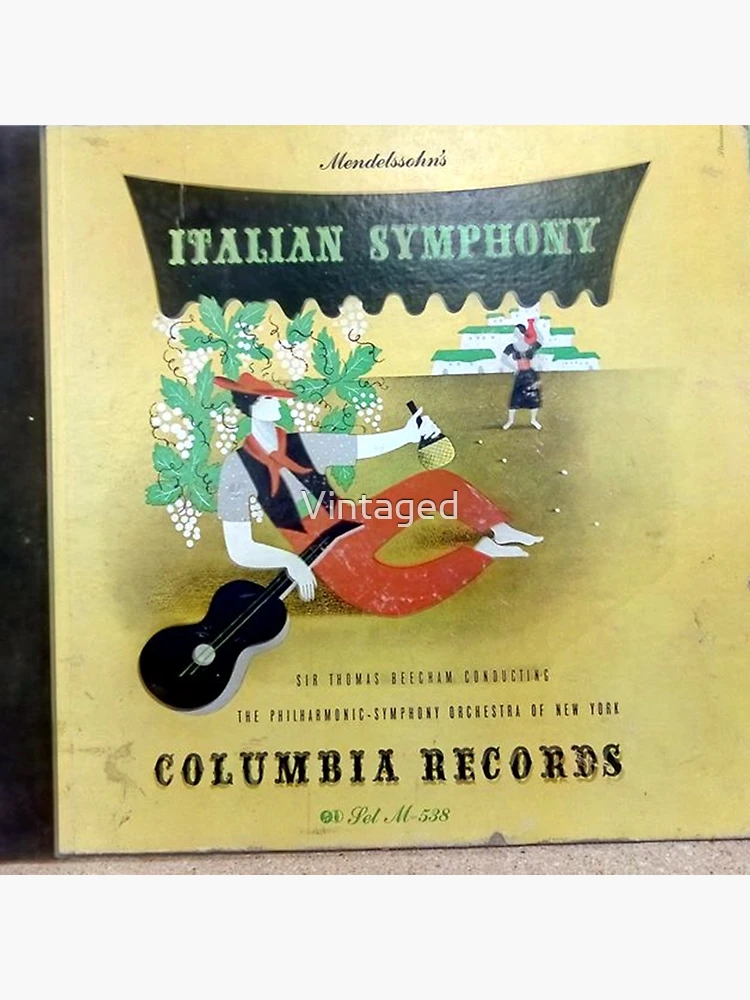 Mendelssohn's
ITALIAN SYMPHONY
Vintaged
SIR THOMAS BEECHAM CONDUCTING
THE PHILHARMONIC-SYMPHONY ORCHESTRA OF NEW YORK
COLUMBIA RECORDS
Set M-538